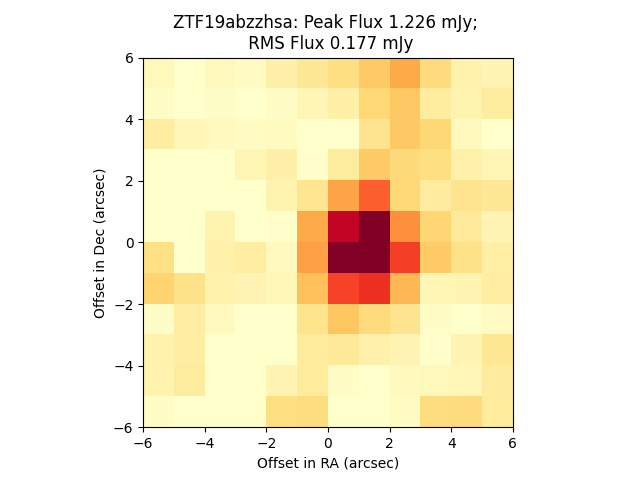 ZTF19abzzhsa: Peak Flux 1.226 mJy;
RMS Flux 0.177 mJy
6
4
2
0
−2
−4
−6
Offset in Dec (arcsec)
−6 −4 −2 0 2 4 6
Offset in RA (arcsec)